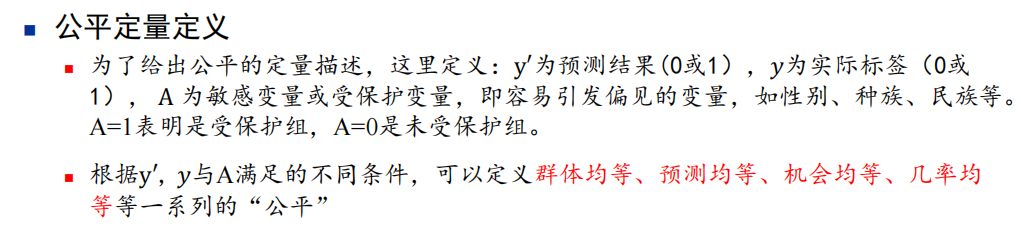 公平定量定义
为了给出公平的定量描述，这里定义：y′为预测结果(0或1），y为实际标签（0或
1），A 为敏感变量或受保护变量，即容易引发偏见的变量，如性别、种族、民族等。
A=1表明是受保护组，A=0是未受保护组。
根据y′, y与A满足的不同条件，可以定义群体均等、预测均等、机会均等、几率均
等等一系列的“公平”